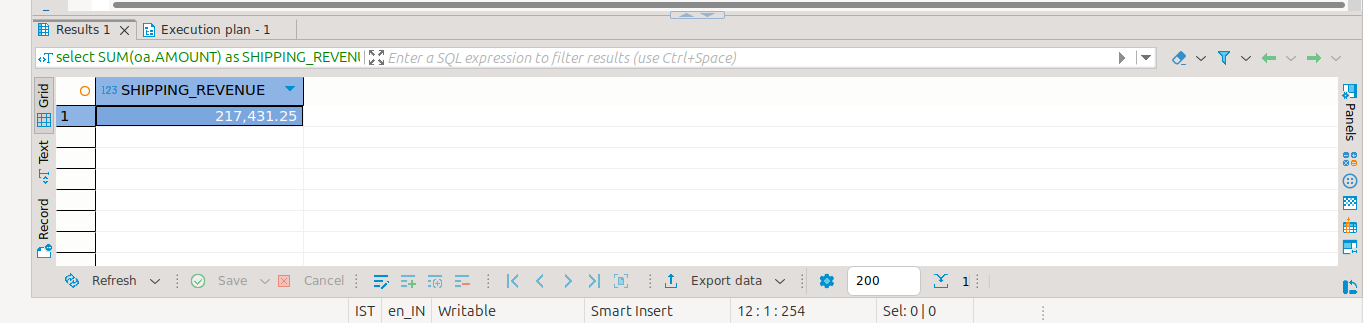 Results 1
Execution plan - 1
select SUM(oa.AMOUNT) as SHIPPING_REVENU
Enter a SQL expression to filter results (use Ctrl+Space)
Grid
Text
Record
123 SHIPPING_REVENUE
1 217,431.25
Panels
Refresh Save Cancel Export data 200 1
IST en_IN Writable Smart Insert 12 : 1 : 254 Sel: 0 | 0